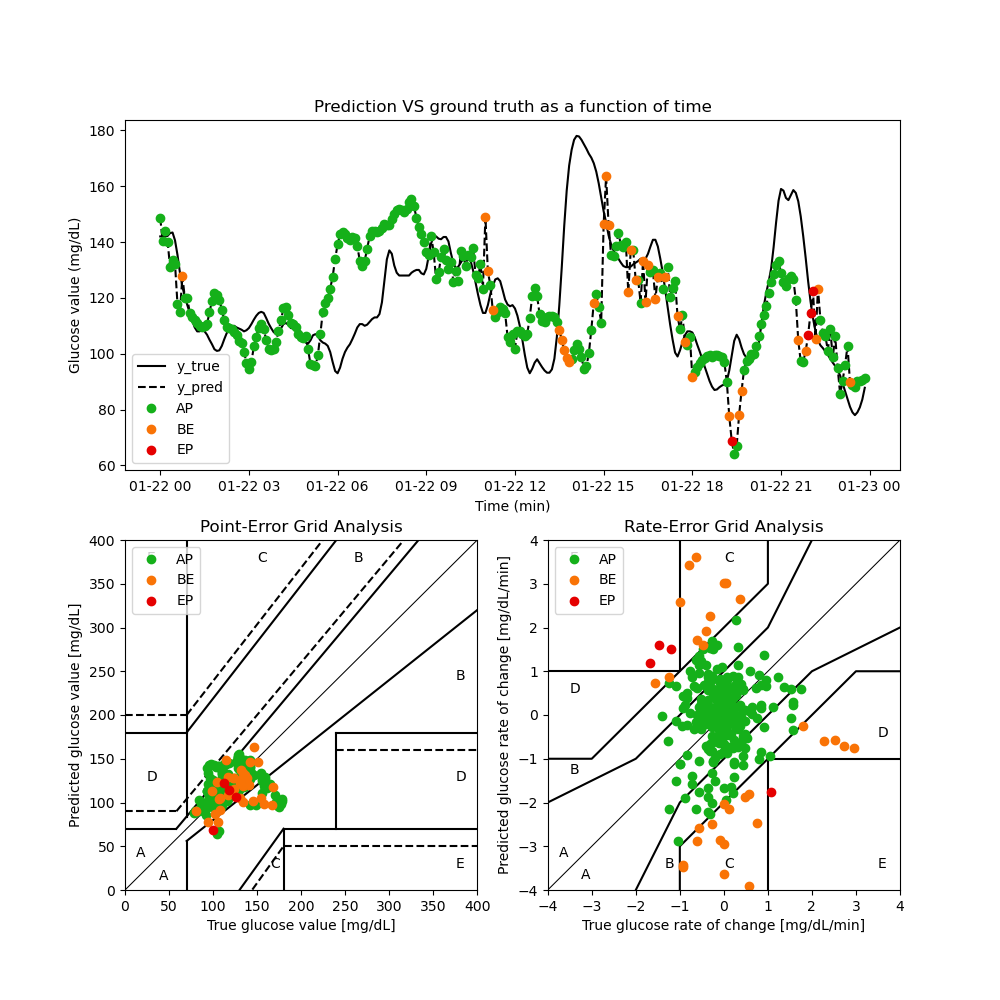 Prediction VS ground truth as a function of time
Glucose value (mg/dL)
180
160
140
120
100
80
60
y_true
y_pred
AP
BE
EP
01-22 00 01-22 03 01-22 06 01-22 09 01-22 12 01-22 15 01-22 18 01-22 21 01-23 00
Time (min)
Point-Error Grid Analysis
Predicted glucose value [mg/dL]
400
350
300
250
200
150
100
50
0
AP
BE
EP
C B
B
D D
A
A C E
0 50 100 150 200 250 300 350 400
True glucose value [mg/dL]
Rate-Error Grid Analysis
Predicted glucose rate of change [mg/dL/min]
4
3
2
1
0
−1
−2
−3
−4
AP
BE
EP
C
D
D
B
A
A B C E
−4 −3 −2 −1 0 1 2 3 4
True glucose rate of change [mg/dL/min]